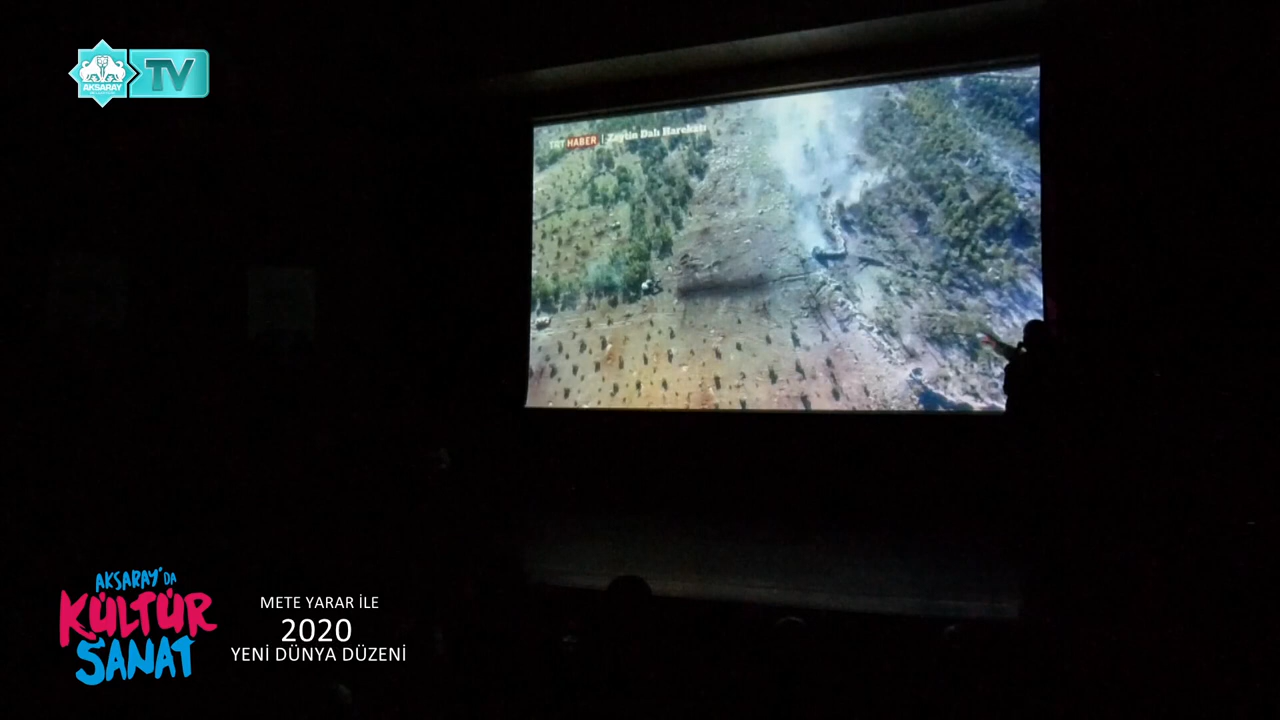 AKSARAY
TV
TRT HABER | Zeytin Dalı Harekatı
AKSARAY'DA
KÜLTÜR
SANAT
METE YARAR İLE
2020
YENİ DÜNYA DÜZENİ